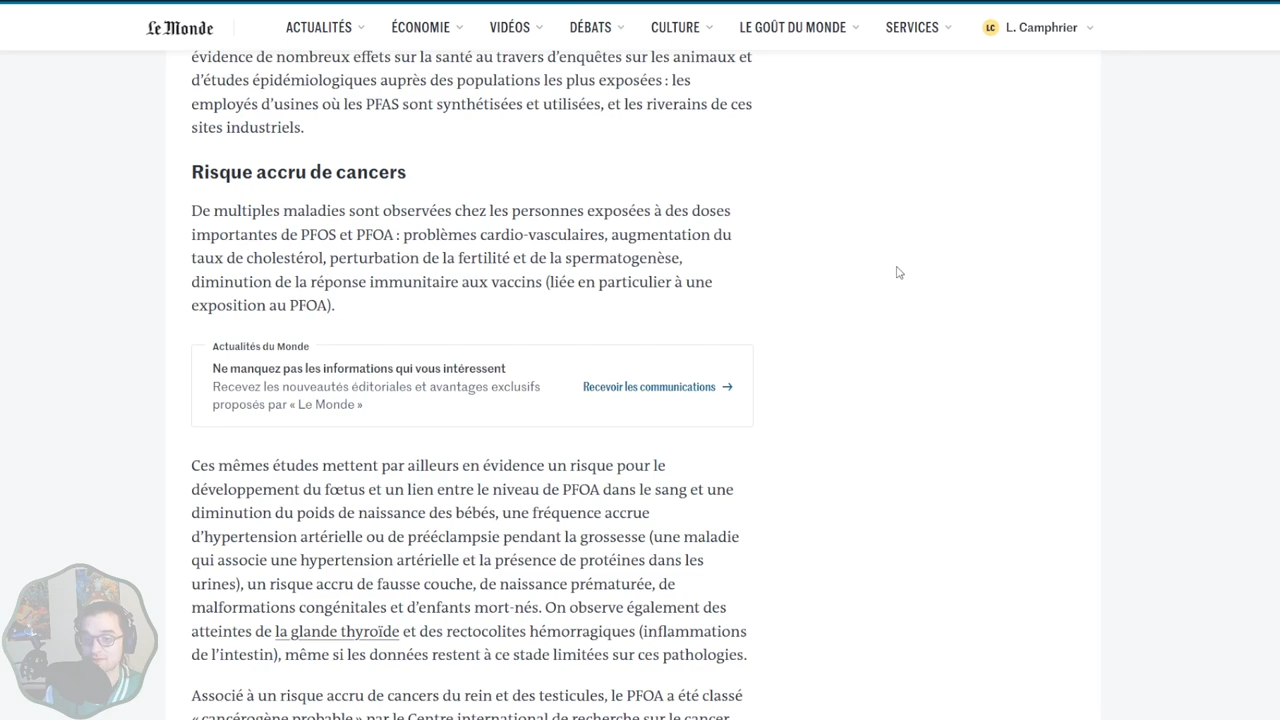 Le Monde
ACTUALITÉS
ÉCONOMIE
VIDÉOS
DÉBATS
CULTURE
LE GOÛT DU MONDE
SERVICES
LC
L. Camphrier
évidence de nombreux effets sur la santé au travers d’enquêtes sur les animaux et
d’études épidémiologiques auprès des populations les plus exposées : les
employés d’usines où les PFAS sont synthétisées et utilisées, et les riverains de ces
sites industriels.
Risque accru de cancers
De multiples maladies sont observées chez les personnes exposées à des doses
importantes de PFOS et PFOA : problèmes cardio-vasculaires, augmentation du
taux de cholestérol, perturbation de la fertilité et de la spermatogenèse,
diminution de la réponse immunitaire aux vaccins (liée en particulier à une
exposition au PFOA).
Actualités du Monde
Ne manquez pas les informations qui vous intéressent
Recevez les nouveautés éditoriales et avantages exclusifs
proposés par « Le Monde »
Recevoir les communications →
Ces mêmes études mettent par ailleurs en évidence un risque pour le
développement du fœtus et un lien entre le niveau de PFOA dans le sang et une
diminution du poids de naissance des bébés, une fréquence accrue
d’hypertension artérielle ou de prééclampsie pendant la grossesse (une maladie
qui associe une hypertension artérielle et la présence de protéines dans les
urines), un risque accru de fausse couche, de naissance prématurée, de
malformations congénitales et d’enfants mort-nés. On observe également des
atteintes de la glande thyroïde et des rectocolites hémorragiques (inflammations
de l’intestin), même si les données restent à ce stade limitées sur ces pathologies.
Associé à un risque accru de cancers du rein et des testicules, le PFOA a été classé
« cancérogène probable » par le Centre international de recherche sur le cancer